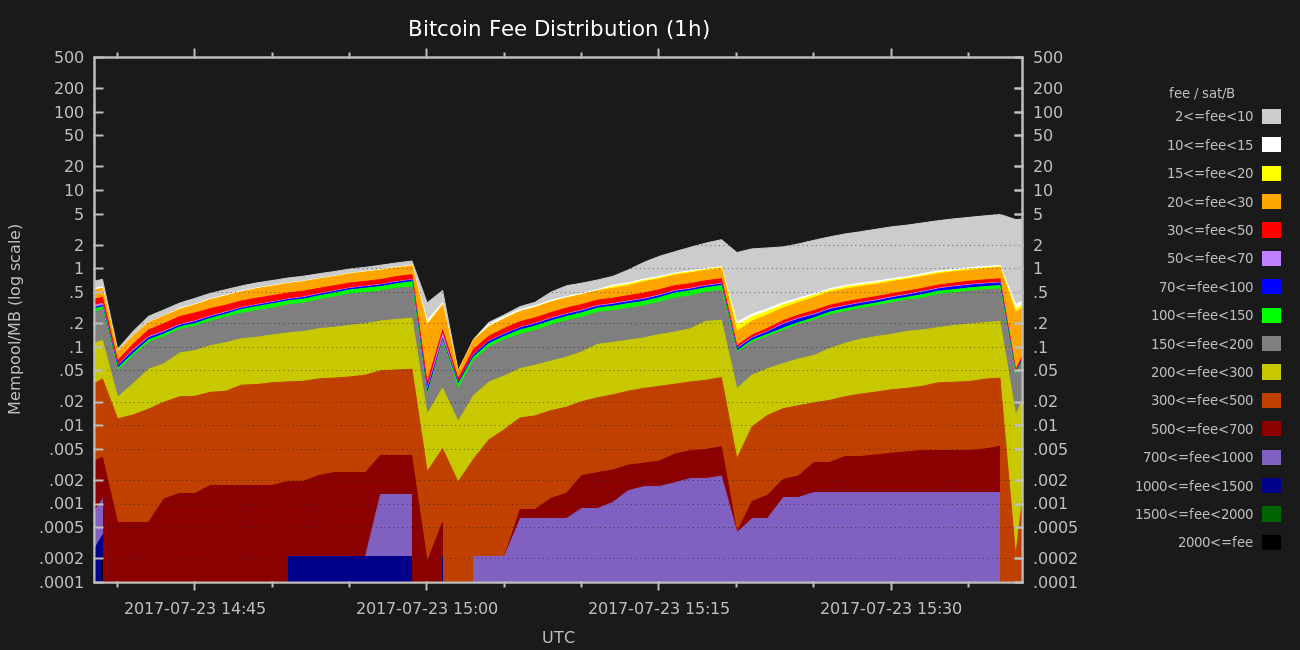 Bitcoin Fee Distribution (1h)
Mempool/MB (log scale)
500
200
100
50
20
10
5
2
1
.5
.2
.1
.05
.02
.01
.005
.002
.001
.0005
.0002
.0001
500
200
100
50
20
10
5
2
1
.5
.2
.1
.05
.02
.01
.005
.002
.001
.0005
.0002
.0001
2017-07-23 14:45
2017-07-23 15:00
2017-07-23 15:15
2017-07-23 15:30
UTC
fee / sat/B
2<=fee<10
10<=fee<15
15<=fee<20
20<=fee<30
30<=fee<50
50<=fee<70
70<=fee<100
100<=fee<150
150<=fee<200
200<=fee<300
300<=fee<500
500<=fee<700
700<=fee<1000
1000<=fee<1500
1500<=fee<2000
2000<=fee